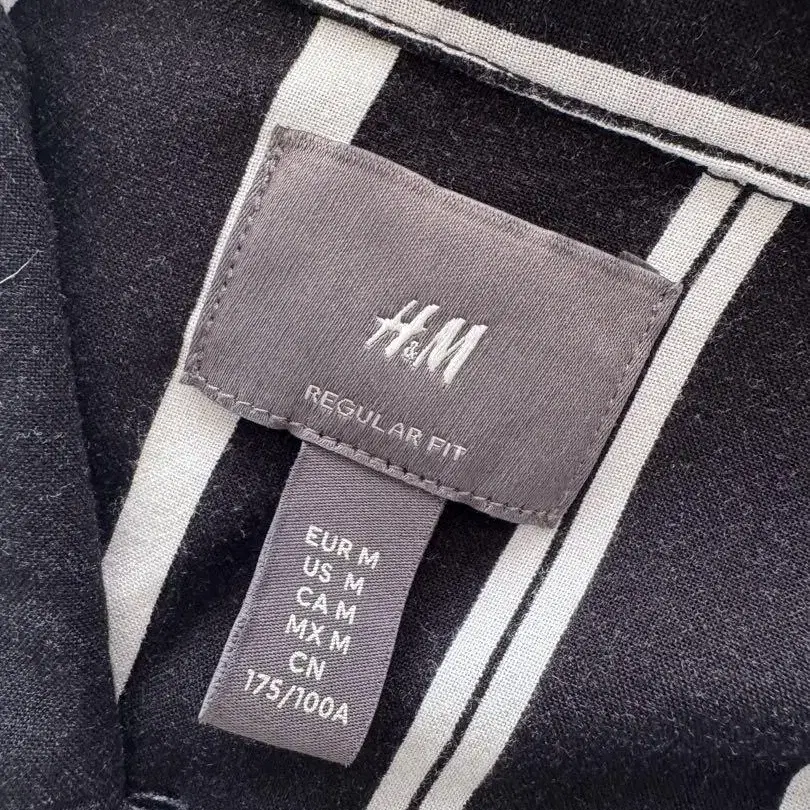 H&M
REGULAR FIT
EUR M
US M
CA M
MX M
CN
175/100A